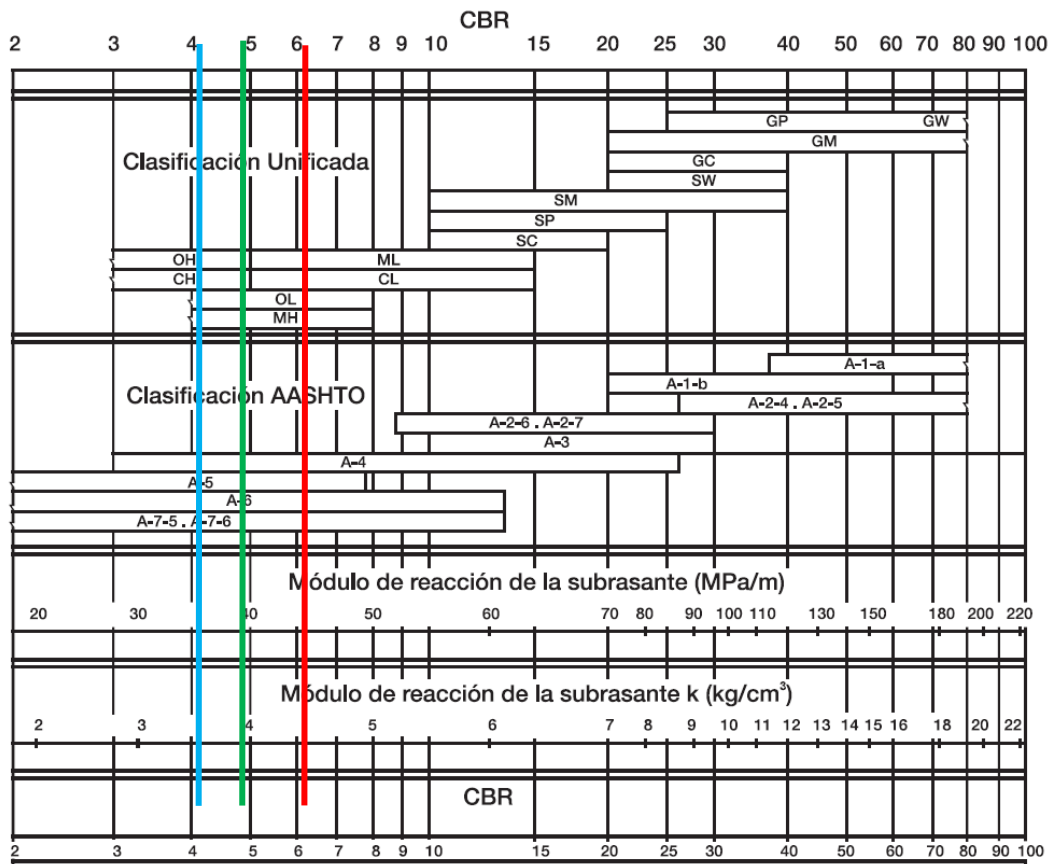 CBR
2 3 4 5 6 7 8 9 10 15 20 25 30 40 50 60 70 80 90 100
GP GW
GM
Clasificación Unificada
GC
SW
SM
SP
SC
OH ML
CH CL
OL
MH
A-1-a
Clasificación AASHTO
A-1-b
A-2-4 . A-2-5
A-2-6 . A-2-7
A-3
A-4
A-5
A-6
A-7-5 . A-7-6
Módulo de reacción de la subrasante (MPa/m)
20 30 40 50 60 70 80 90 100 110 130 150 180 200 220
Módulo de reacción de la subrasante k (kg/cm³)
2 3 4 5 6 7 8 9 10 11 12 13 14 15 16 18 20 22
CBR
2 3 4 5 6 7 8 9 10 15 20 25 30 40 50 60 70 80 90 100